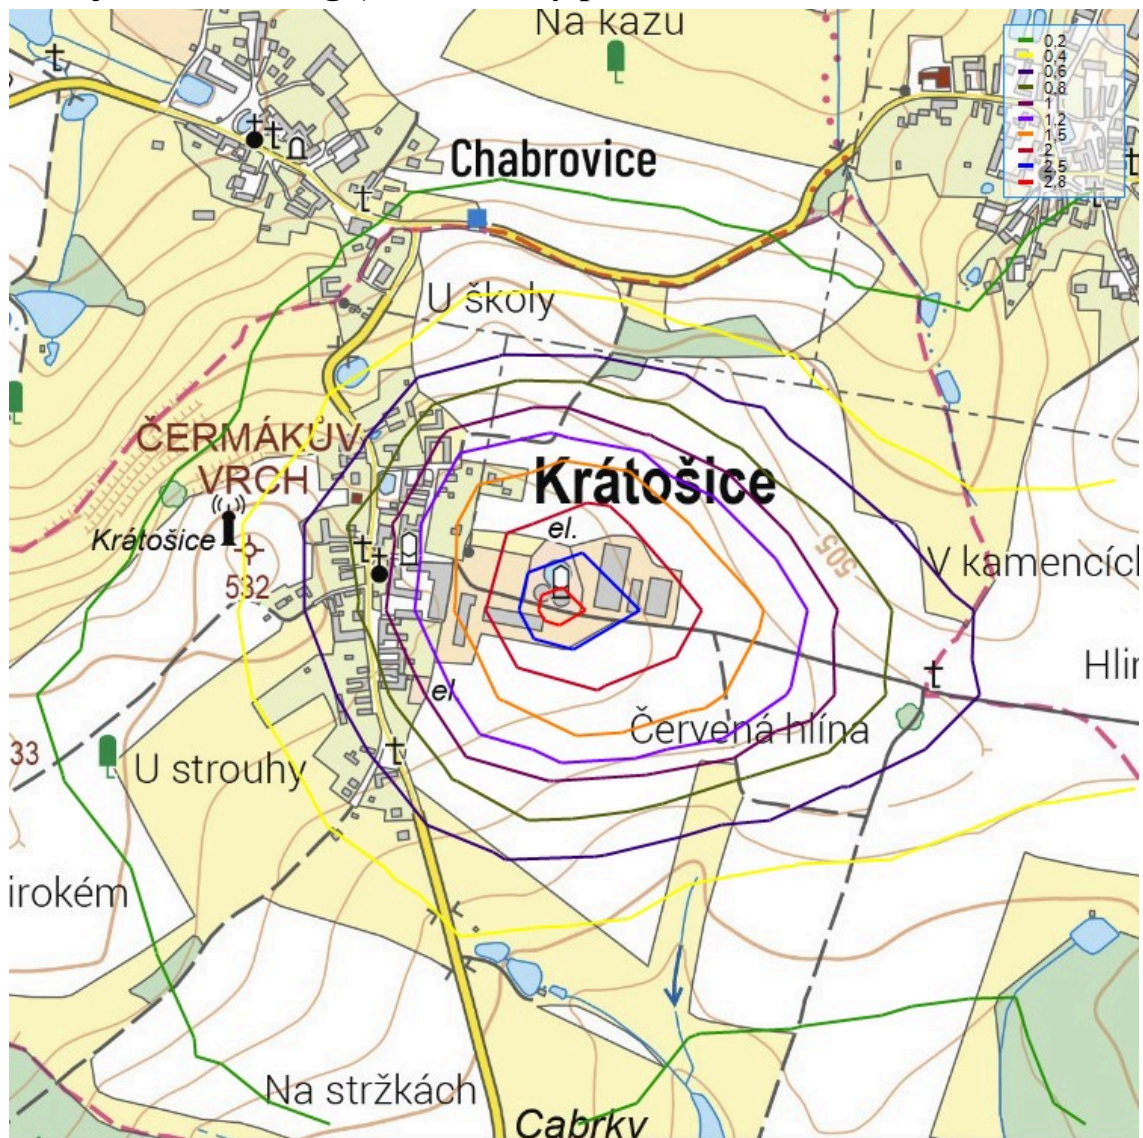 Na kazu
0,2
0,4
0,6
0,8
1
1,2
1,5
2
2,5
2,8
Chabrovice
U školy
ČERMÁKŮV
VRCH
Krátošice
Krátošice
el.
532
505
V kamencích
Hlin
el
Červená hlína
33
U strouhy
irokém
Na stržkách
Cabrky